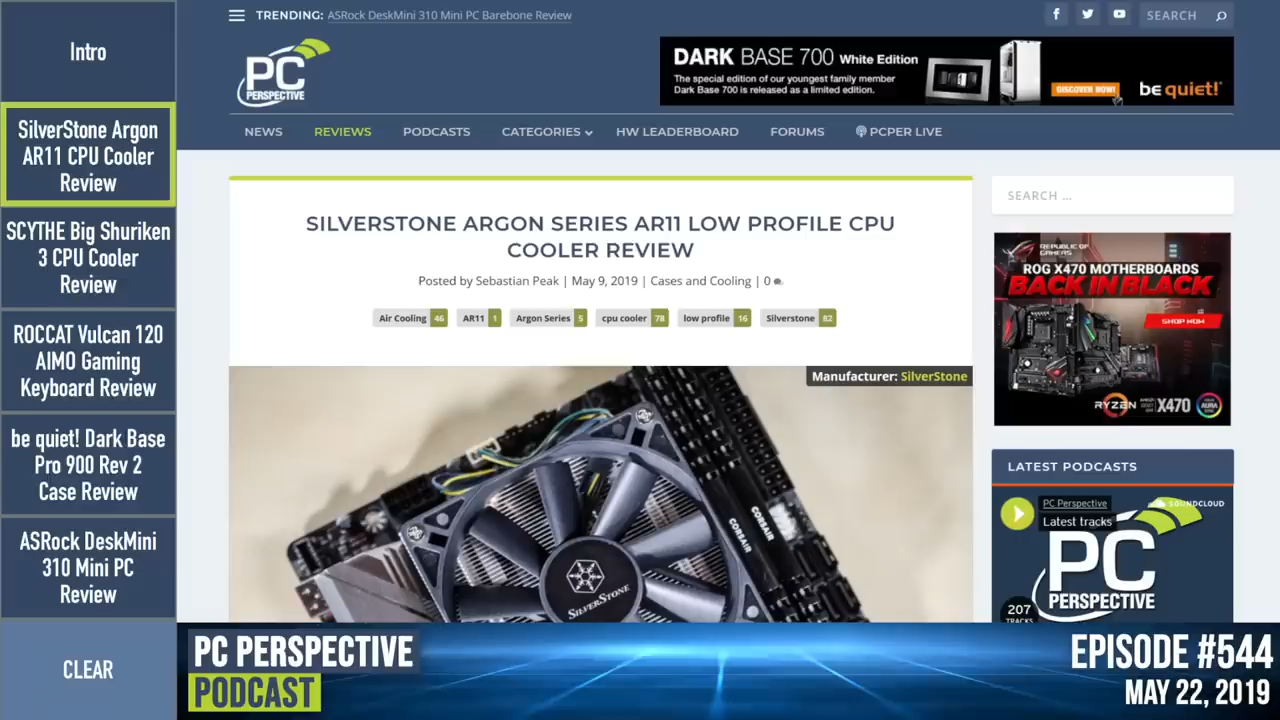 Intro
SilverStone Argon
AR11 CPU Cooler
Review
SCYTHE Big Shuriken
3 CPU Cooler
Review
ROCCAT Vulcan 120
AIMO Gaming
Keyboard Review
be quiet! Dark Base
Pro 900 Rev 2
Case Review
ASRock DeskMini
310 Mini PC
Review
CLEAR
TRENDING: ASRock DeskMini 310 Mini PC Barebone Review
SEARCH
PC
PERSPECTIVE
DARK BASE 700 White Edition
The special edition of our youngest family member
Dark Base 700 is released as a limited edition.
DISCOVER NOW!
be quiet!
NEWS REVIEWS PODCASTS CATEGORIES HW LEADERBOARD FORUMS PCPER LIVE
SILVERSTONE ARGON SERIES AR11 LOW PROFILE CPU
COOLER REVIEW
Posted by Sebastian Peak | May 9, 2019 | Cases and Cooling | 0
Air Cooling 46 AR11 1 Argon Series 5 cpu cooler 78 low profile 16 Silverstone 82
Manufacturer: SilverStone
CORSAIR
CORSAIR
SILVERSTONE
SEARCH ...
REPUBLIC OF
GAMERS
ROG X470 MOTHERBOARDS
BACK IN BLACK
SHOP NOW
RYZEN AMD X470 AURA
LATEST PODCASTS
PC Perspective
SOUNDCLOUD
Latest tracks
PC
PERSPECTIVE
207
TRACKS
PC PERSPECTIVE
PODCAST
EPISODE #544
MAY 22, 2019